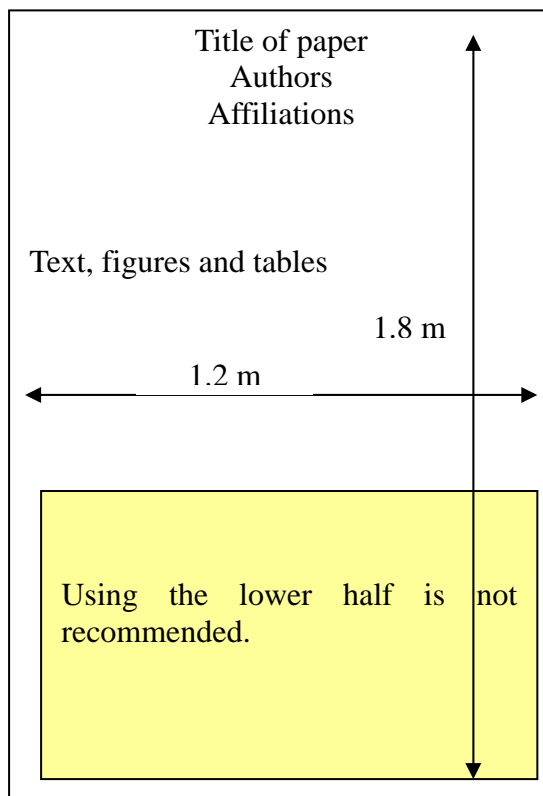 Title of paper
Authors
Affiliations
Text, figures and tables
1.8 m
1.2 m
Using the lower half is not
recommended.